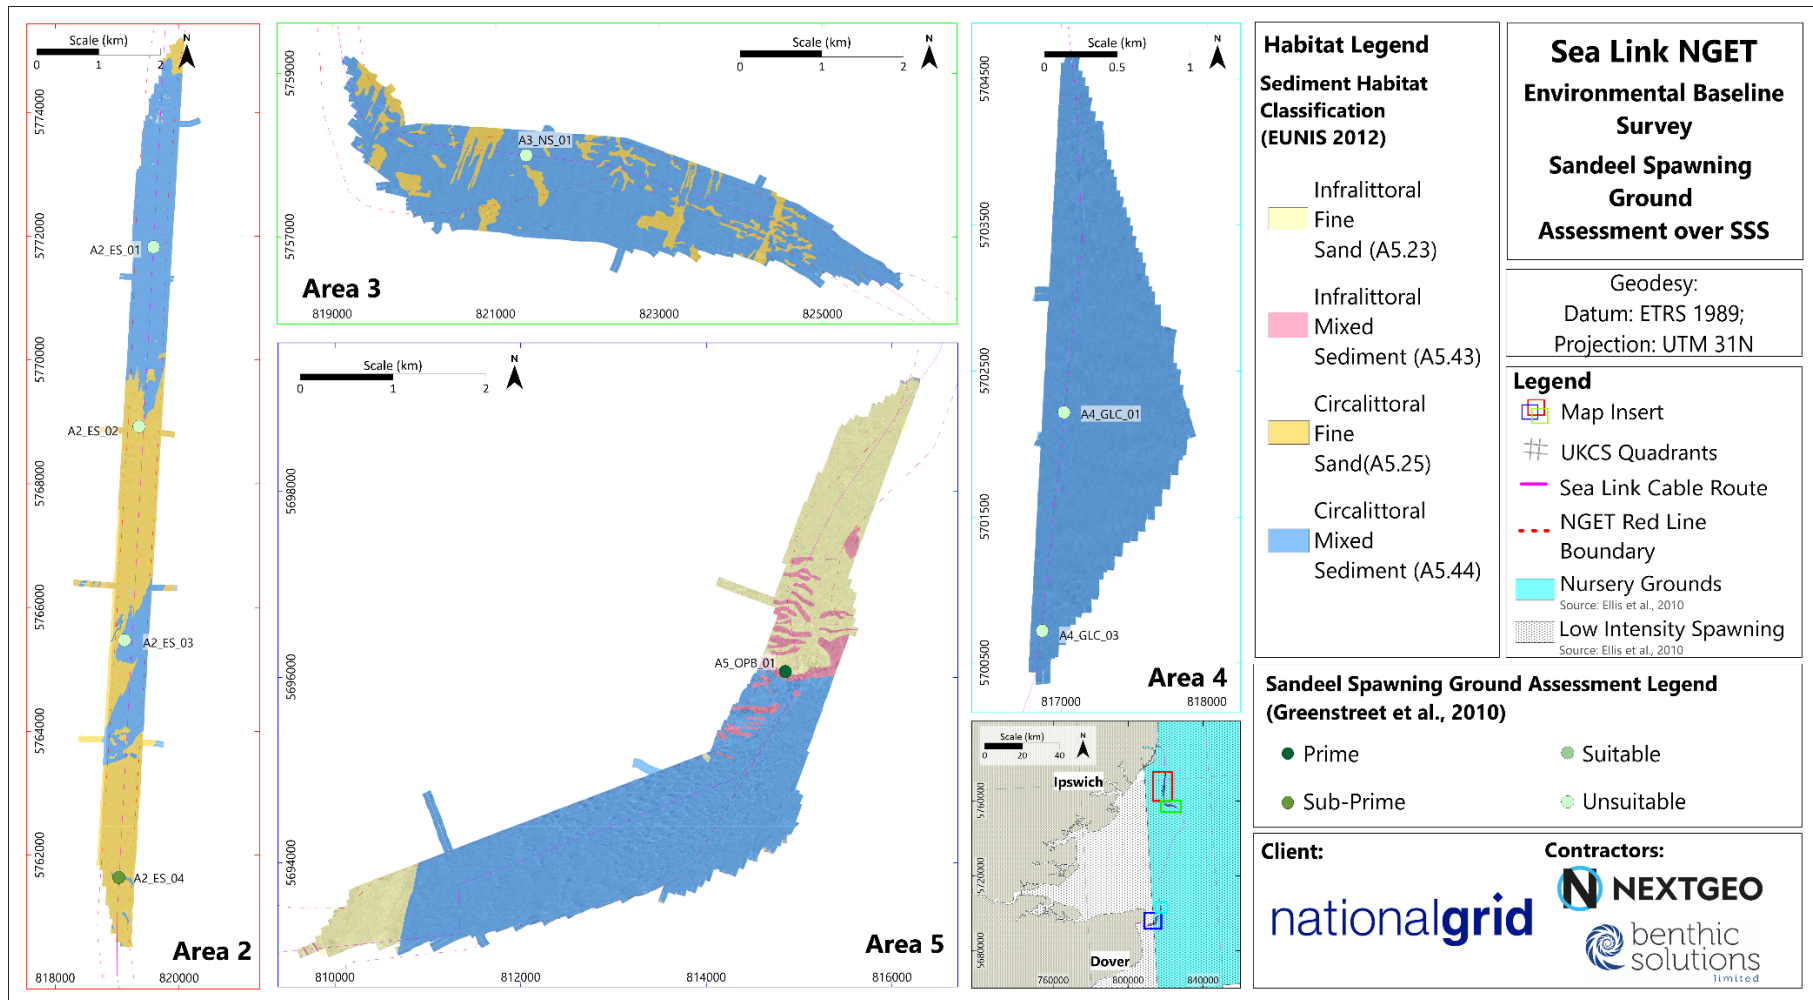 Scale (km)
0 1 2
N
5774000
5772000
5770000
5768000
5766000
5764000
5762000
A2_ES_01
A2_ES_02
A2_ES_03
A2_ES_04
Area 2
818000 820000
Scale (km)
0 1 2
N
Scale (km)
0 1 2
N
5759000
5757000
A3_NS_01
Area 3
819000 821000 823000 825000
Scale (km)
0 1 2
N
5698000
5696000
5694000
A5_OPB_01
Area 5
810000 812000 814000 816000
Scale (km)
0 0.5 1
N
5704500
5703500
5702500
5701500
5700500
A4_GLC_01
A4_GLC_03
Area 4
817000 818000
Scale (km)
0 20 40
N
Ipswich
Dover
5760000
5720000
5680000
760000 800000 840000
Habitat Legend
Sediment Habitat
Classification
(EUNIS 2012)
Infralittoral
Fine
Sand (A5.23)
Infralittoral
Mixed
Sediment (A5.43)
Circalittoral
Fine
Sand(A5.25)
Circalittoral
Mixed
Sediment (A5.44)
Sea Link NGET
Environmental Baseline
Survey
Sandeel Spawning
Ground
Assessment over SSS
Geodesy:
Datum: ETRS 1989;
Projection: UTM 31N
Legend
Map Insert
UKCS Quadrants
Sea Link Cable Route
NGET Red Line
Boundary
Nursery Grounds
Source: Ellis et al., 2010
Low Intensity Spawning
Source: Ellis et al., 2010
Sandeel Spawning Ground Assessment Legend
(Greenstreet et al., 2010)
Prime
Suitable
Sub-Prime
Unsuitable
Client:
nationalgrid
Contractors:
N NEXTGEO
benthic
solutions
limited